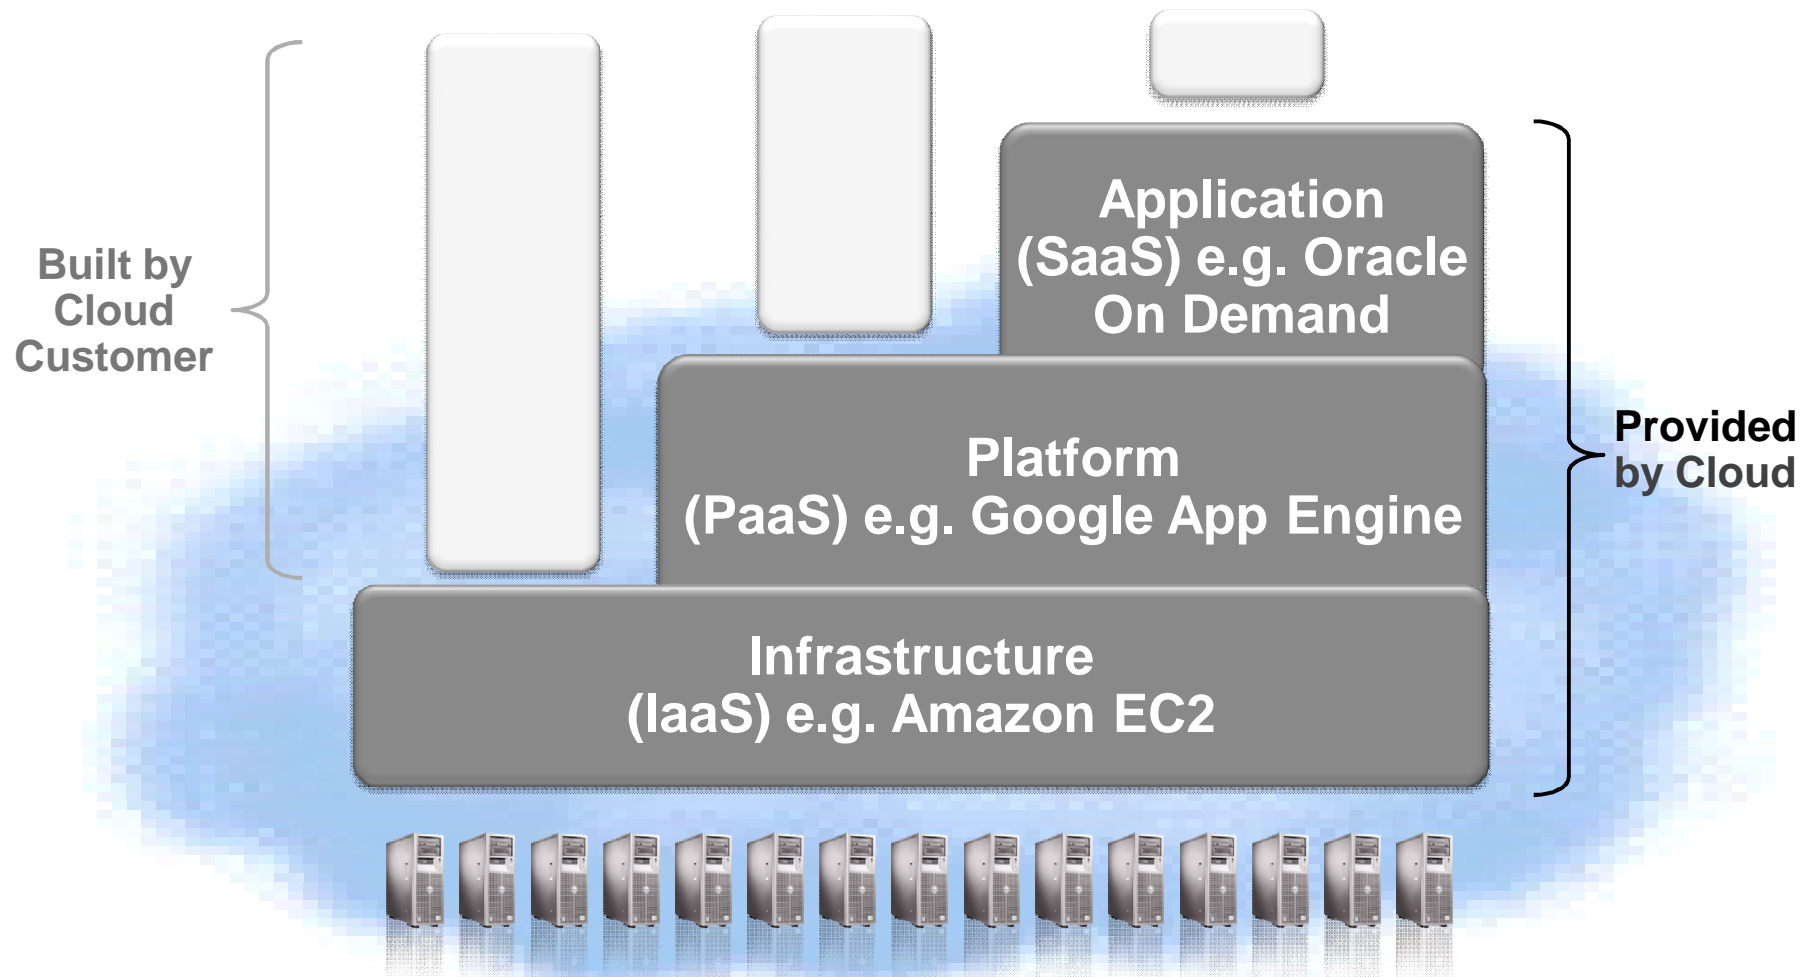 Built by
Cloud
Customer
Application
(SaaS) e.g. Oracle
On Demand
Platform
(PaaS) e.g. Google App Engine
Infrastructure
(IaaS) e.g. Amazon EC2
Provided
by Cloud